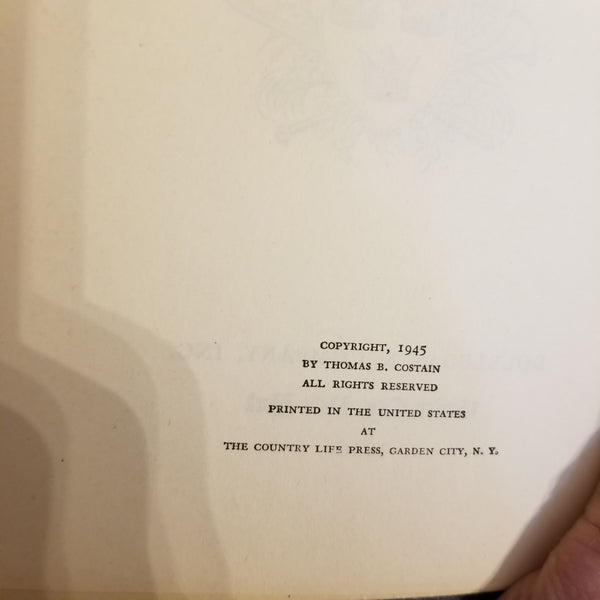 COPYRIGHT, 1945
BY THOMAS B. COSTAIN
ALL RIGHTS RESERVED
PRINTED IN THE UNITED STATES
AT
THE COUNTRY LIFE PRESS, GARDEN CITY, N. Y.